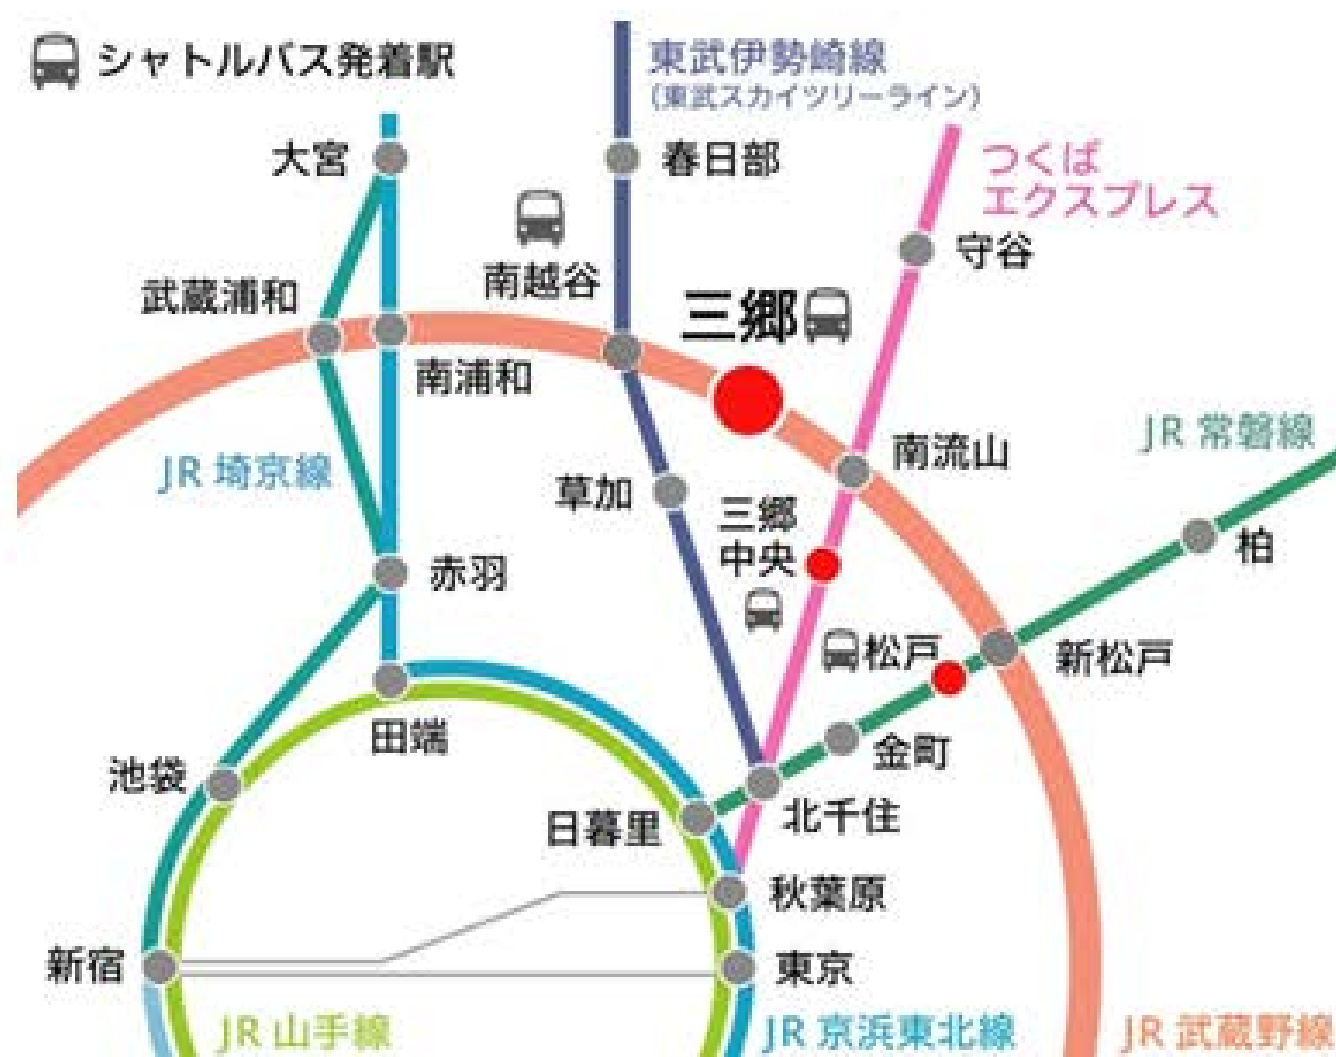 シャトルバス発着駅
東武伊勢崎線
(東武スカイツリーライン)
大宮
春日部
つくば
エクスプレス
守谷
武蔵浦和
南越谷
三郷
南浦和
JR 常磐線
JR 埼京線
草加
南流山
三郷
中央
柏
赤羽
松戸
新松戸
田端
金町
池袋
日暮里
北千住
秋葉原
新宿
東京
JR 山手線
JR 京浜東北線
JR 武蔵野線